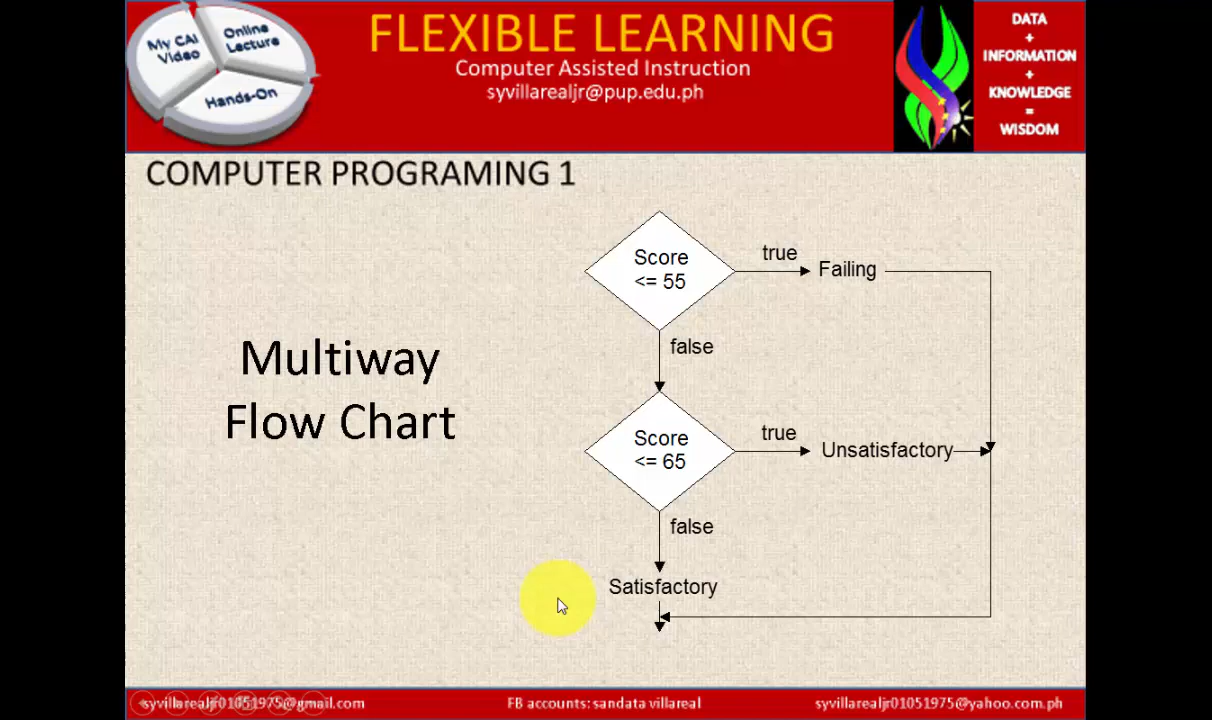 My CAI
Video
Online
Lecture
Hands-On
FLEXIBLE LEARNING
Computer Assisted Instruction
syvillarealjr@pup.edu.ph
DATA
+
INFORMATION
+
KNOWLEDGE
=
WISDOM
COMPUTER PROGRAMING 1
Multiway
Flow Chart
Score
<= 55
true
Failing
false
Score
<= 65
true
Unsatisfactory
false
Satisfactory
syvillarealjr01051975@gmail.com
FB accounts: sandata villareal
syvillarealjr01051975@yahoo.com.ph